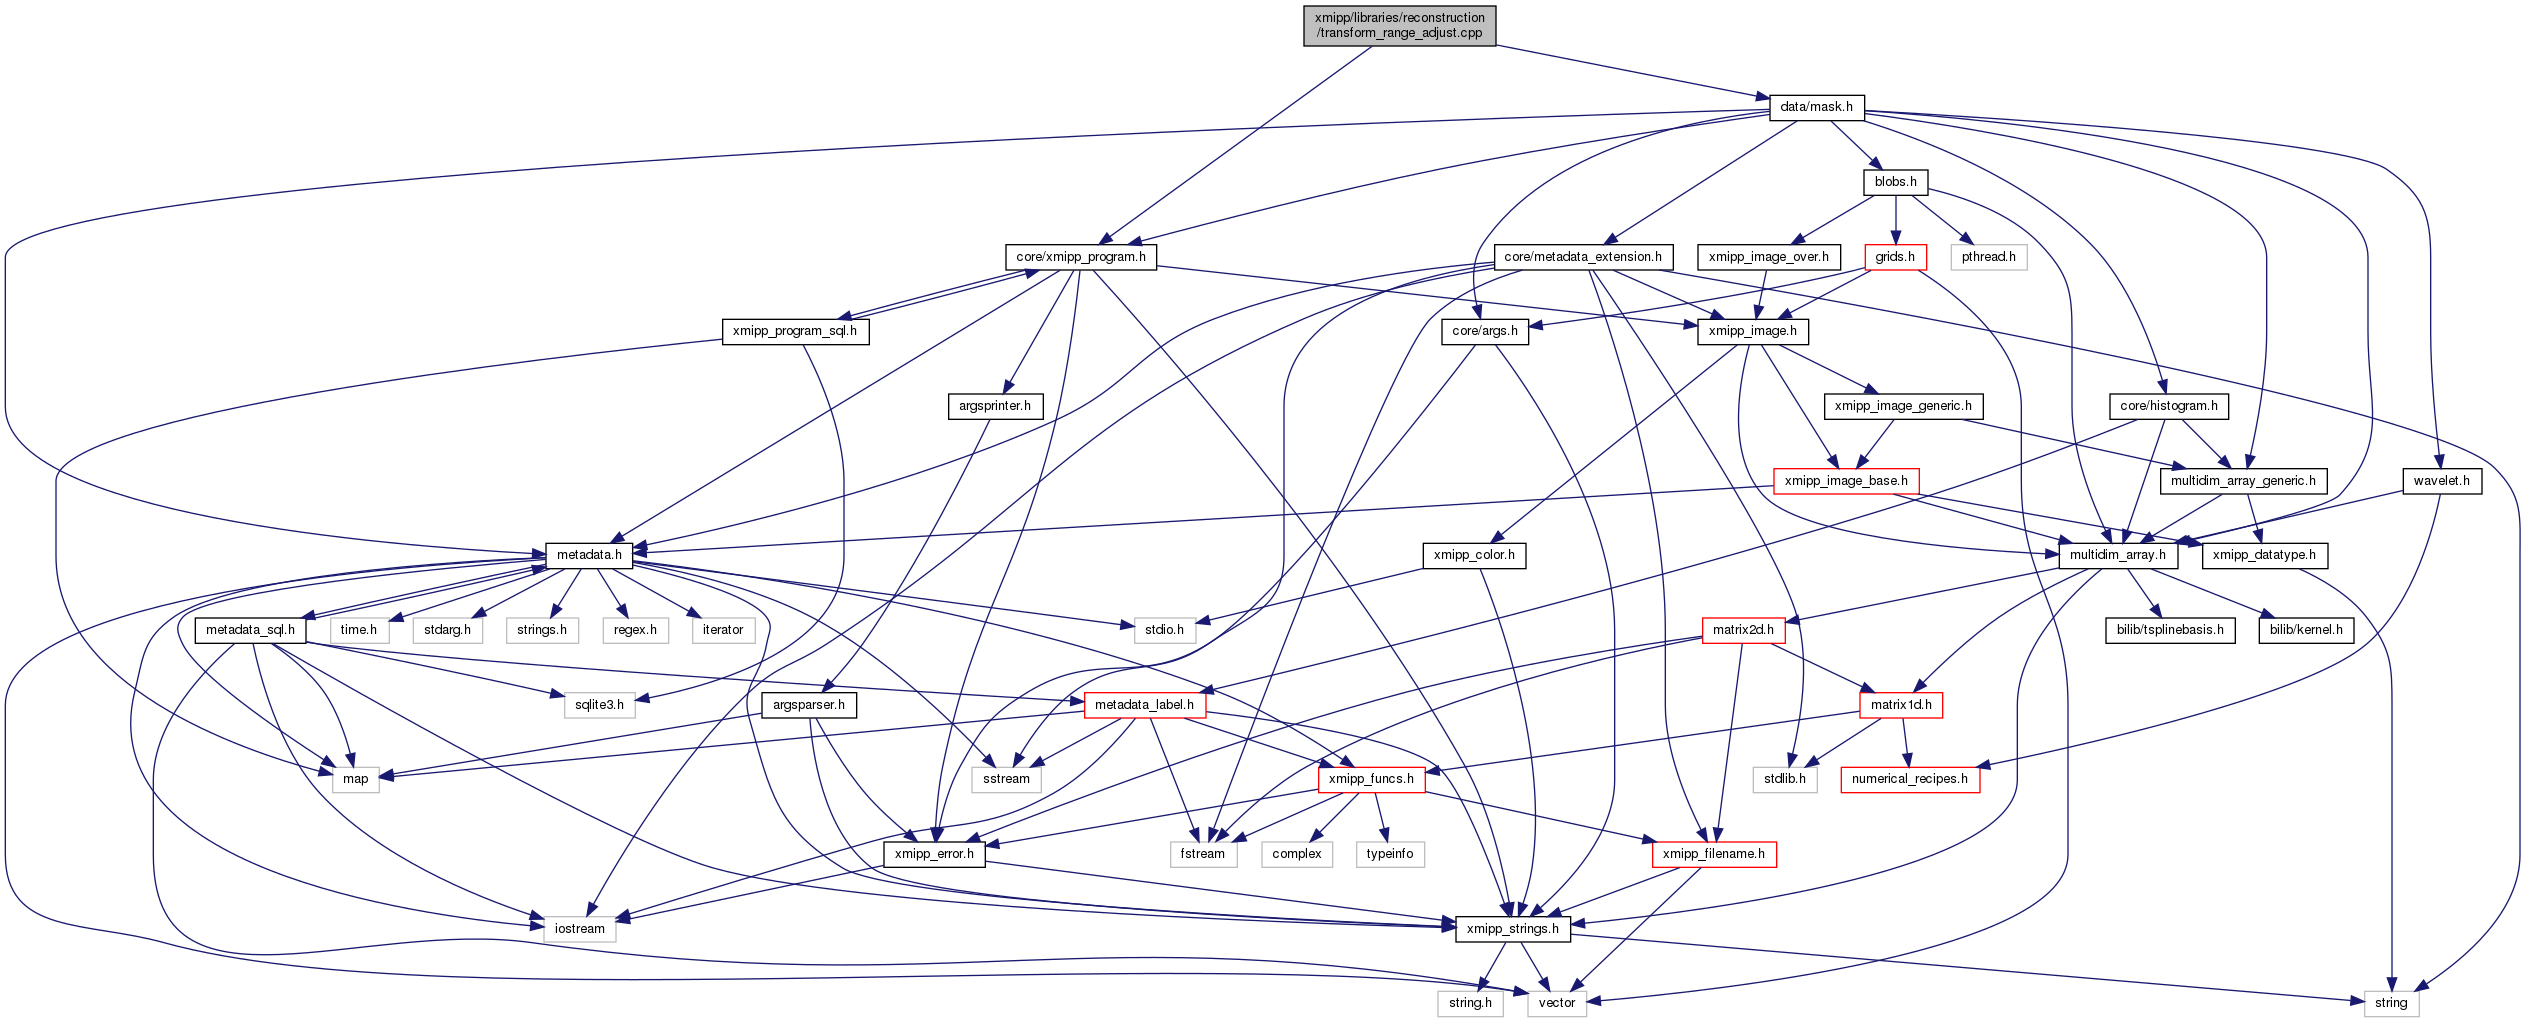 xmipp/libraries/reconstruction
/transform_range_adjust.cpp
data/mask.h
blobs.h
core/xmipp_program.h
core/metadata_extension.h
xmipp_image_over.h
grids.h
pthread.h
xmipp_program_sql.h
core/args.h
xmipp_image.h
argsprinter.h
xmipp_image_generic.h
core/histogram.h
xmipp_image_base.h
multidim_array_generic.h
wavelet.h
metadata.h
xmipp_color.h
multidim_array.h
xmipp_datatype.h
metadata_sql.h
time.h
stdarg.h
strings.h
regex.h
iterator
stdio.h
matrix2d.h
bilib/tsplinebasis.h
bilib/kernel.h
sqlite3.h
argsparser.h
metadata_label.h
matrix1d.h
map
sstream
xmipp_funcs.h
stdlib.h
numerical_recipes.h
xmipp_error.h
fstream
complex
typeinfo
xmipp_filename.h
iostream
xmipp_strings.h
string.h
vector
string